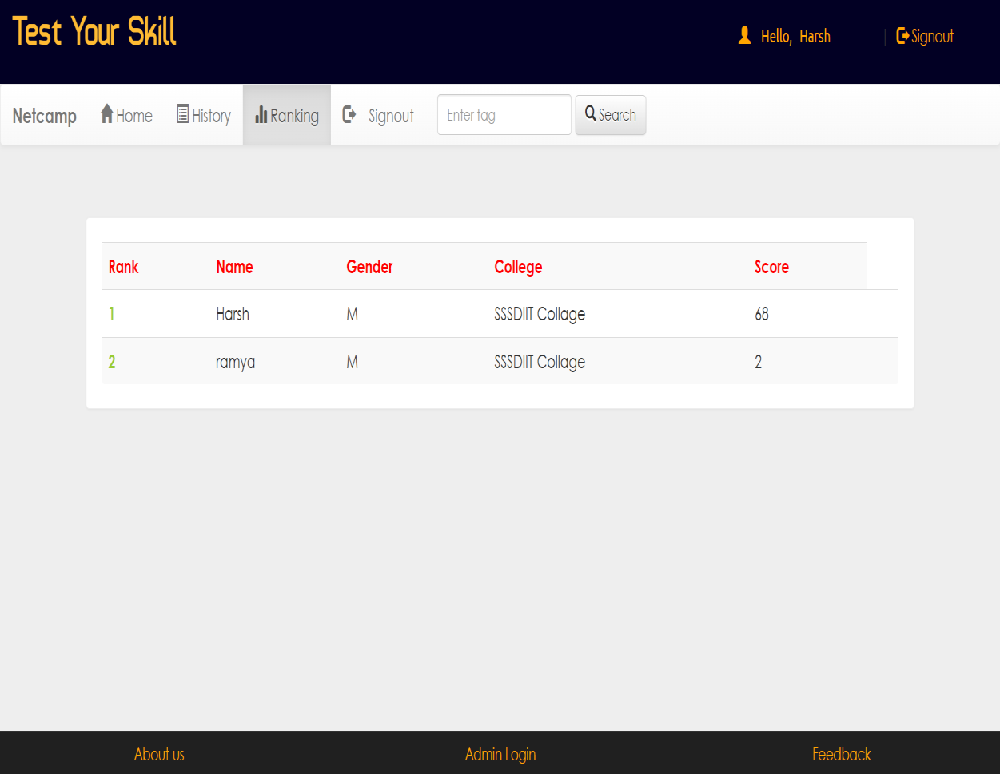 Test Your Skill
Hello, Harsh | Signout
Netcamp Home History Ranking Signout Enter tag Search
Rank Name Gender College Score
1 Harsh M SSSDIIT Collage 68
2 ramya M SSSDIIT Collage 2
About us Admin Login Feedback